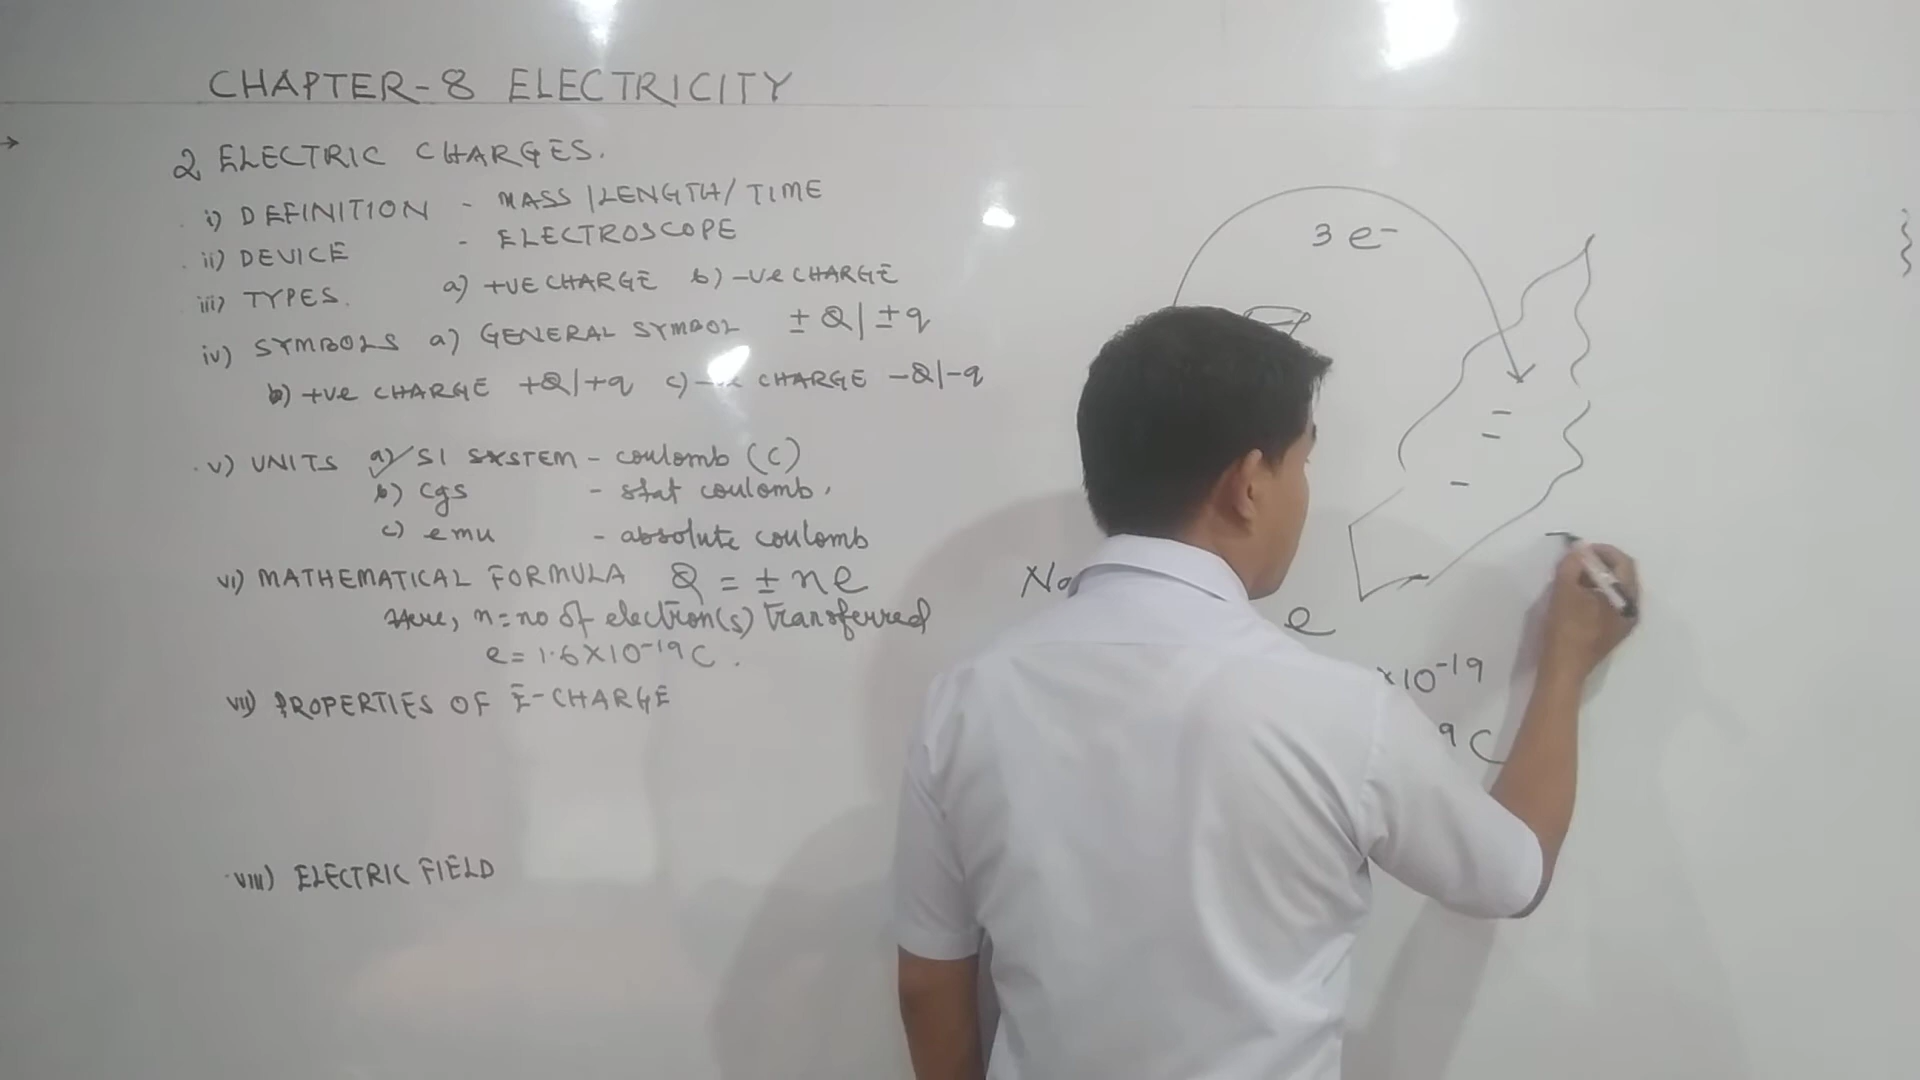 CHAPTER-8 ELECTRICITY
2 ELECTRIC CHARGES.
i) DEFINITION - MASS/LENGTH/TIME
ii) DEVICE - ELECTROSCOPE
iii) TYPES. a) +VE CHARGE b) -VE CHARGE
iv) SYMBOLS a) GENERAL SYMBOL ± Q/±q
b) +ve CHARGE +Q/+q c) CHARGE -Q/-q
v) UNITS a) SI SYSTEM - coulomb (C)
b) cgs - stat coulomb,
c) emu - absolute coulomb
vi) MATHEMATICAL FORMULA Q = ± ne
Here, n=no of electron(s) transferred
e = 1.6×10⁻¹⁹ C.
vii) PROPERTIES OF E-CHARGE
viii) ELECTRIC FIELD
3 e⁻
e
×10⁻¹⁹
⁹ C